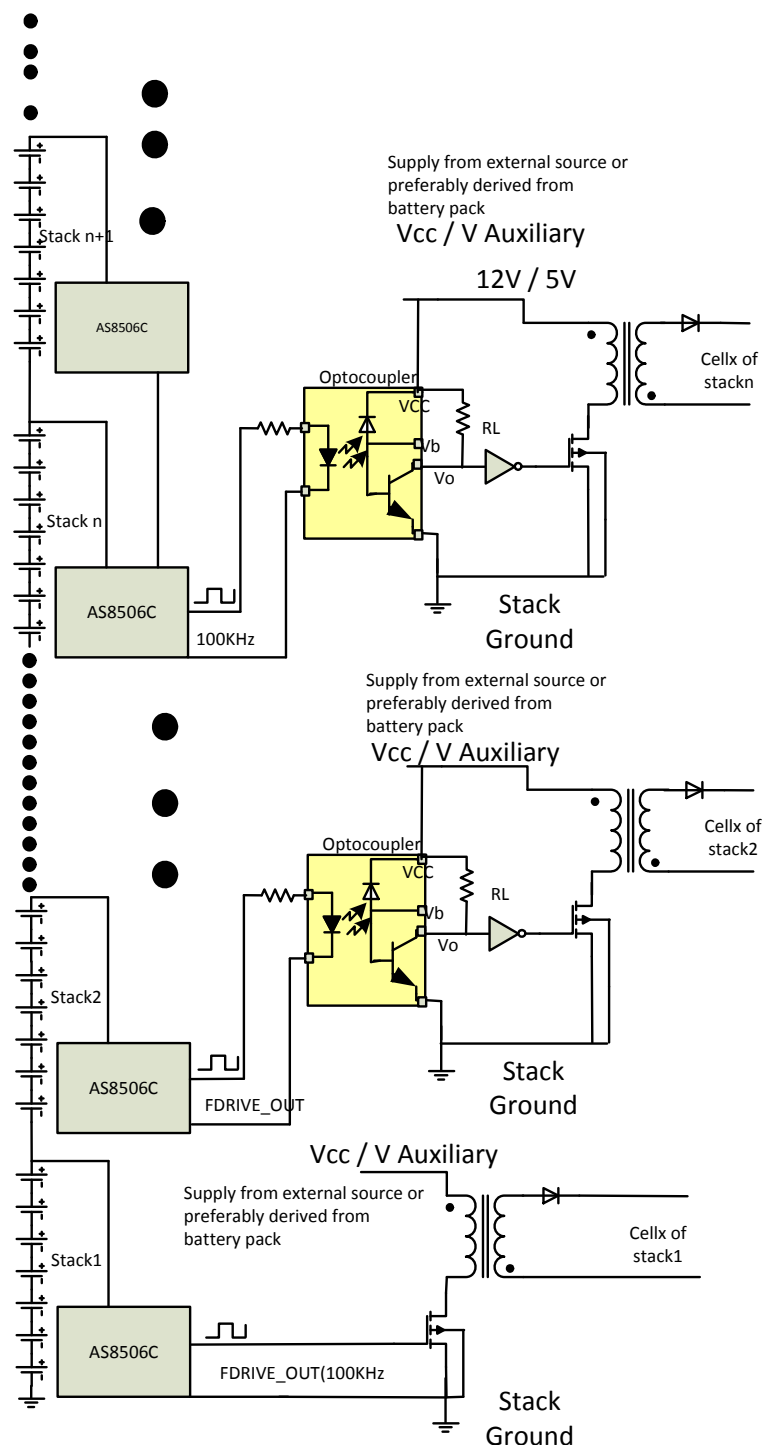 Supply from external source or
preferably derived from
battery pack
Vcc / V Auxiliary
12V / 5V
Stack n+1
AS8506C
Optocoupler
VCC
RL
Vb
Vo
Cellx of
stackn
Stack n
AS8506C
100KHz
Stack
Ground
Supply from external source or
preferably derived from
battery pack
Vcc / V Auxiliary
Optocoupler
VCC
RL
Vb
Vo
Cellx of
stack2
Stack2
AS8506C
FDRIVE_OUT
Stack
Ground
Vcc / V Auxiliary
Supply from external source or
preferably derived from
battery pack
Cellx of
stack1
Stack1
AS8506C
FDRIVE_OUT(100KHz
Stack
Ground